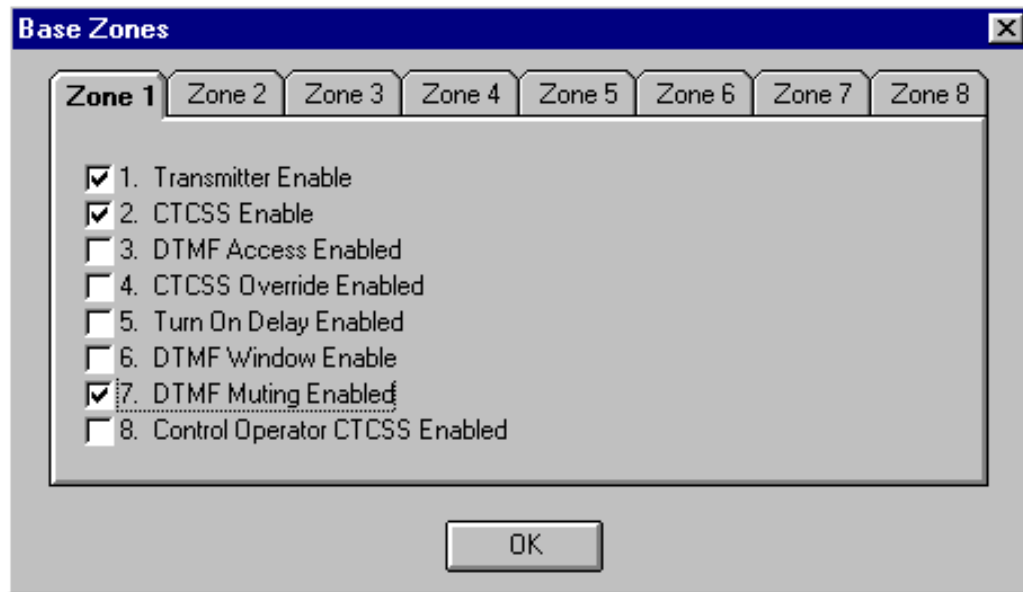 Base Zones
Zone 1 Zone 2 Zone 3 Zone 4 Zone 5 Zone 6 Zone 7 Zone 8
1. Transmitter Enable
2. CTCSS Enable
3. DTMF Access Enabled
4. CTCSS Override Enabled
5. Turn On Delay Enabled
6. DTMF Window Enable
7. DTMF Muting Enabled
8. Control Operator CTCSS Enabled
OK